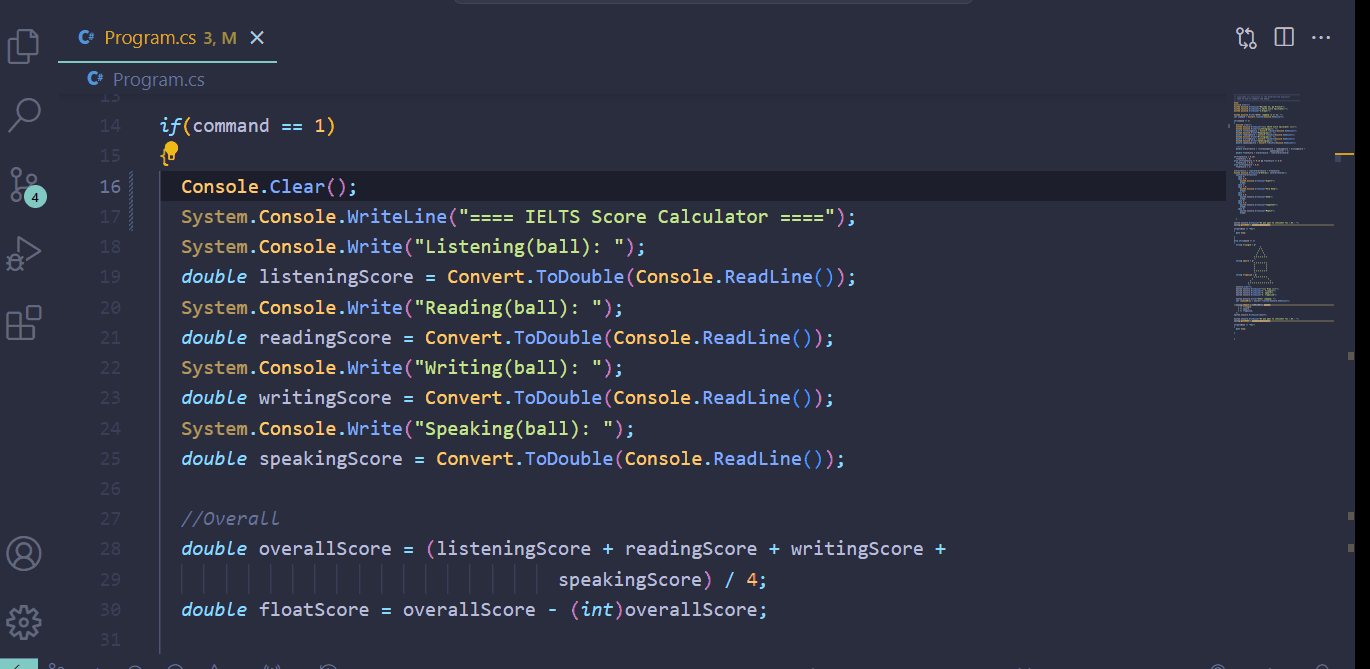 Program.cs 3, M
Program.cs
13
14 if(command == 1)
15 {
16 Console.Clear();
17 System.Console.WriteLine("==== IELTS Score Calculator ====");
18 System.Console.Write("Listening(ball): ");
19 double listeningScore = Convert.ToDouble(Console.ReadLine());
20 System.Console.Write("Reading(ball): ");
21 double readingScore = Convert.ToDouble(Console.ReadLine());
22 System.Console.Write("Writing(ball): ");
23 double writingScore = Convert.ToDouble(Console.ReadLine());
24 System.Console.Write("Speaking(ball): ");
25 double speakingScore = Convert.ToDouble(Console.ReadLine());
26
27 //Overall
28 double overallScore = (listeningScore + readingScore + writingScore +
29 speakingScore) / 4;
30 double floatScore = overallScore - (int)overallScore;
31
4